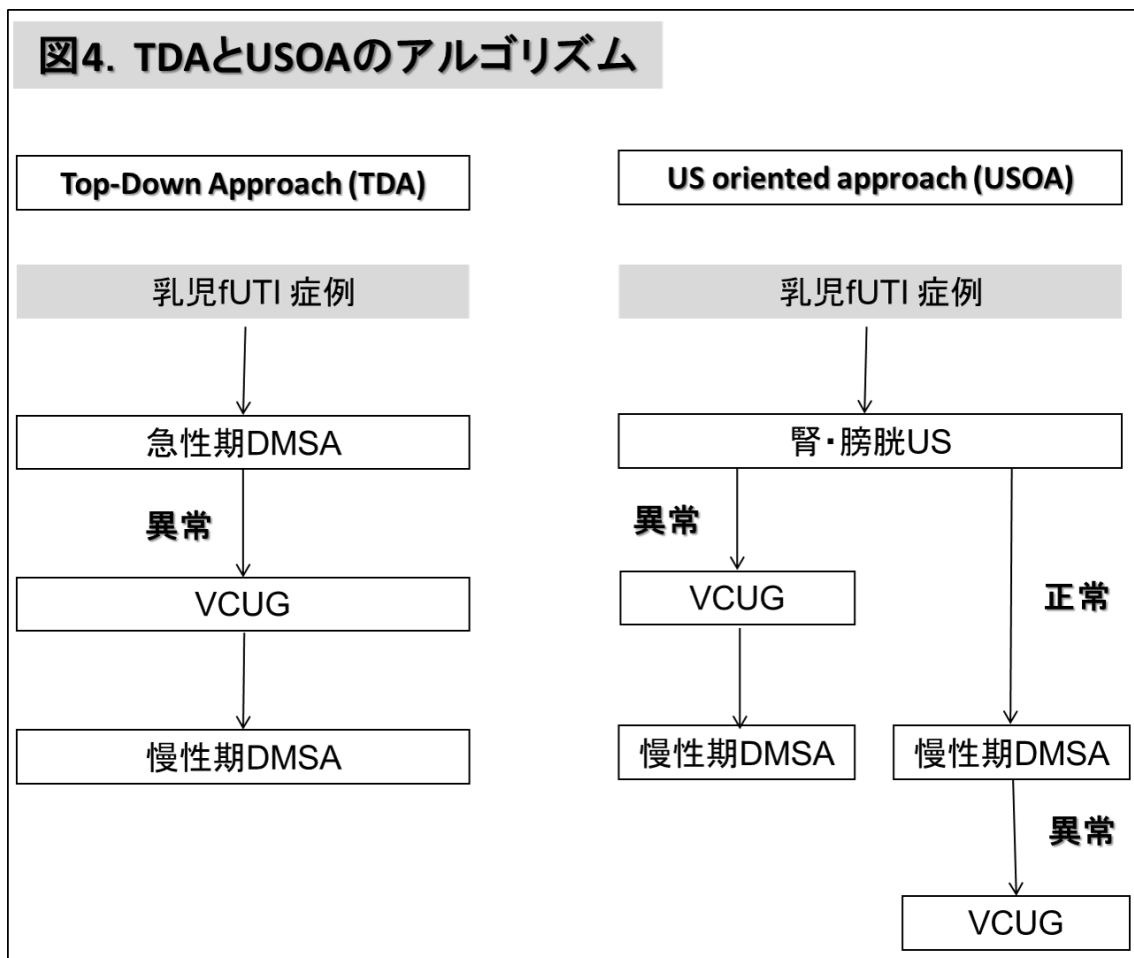 図4. TDAとUSOAのアルゴリズム
Top-Down Approach (TDA)
乳児fUTI 症例
急性期DMSA
異常
VCUG
慢性期DMSA
US oriented approach (USOA)
乳児fUTI 症例
腎・膀胱US
異常
VCUG
慢性期DMSA
正常
慢性期DMSA
異常
VCUG